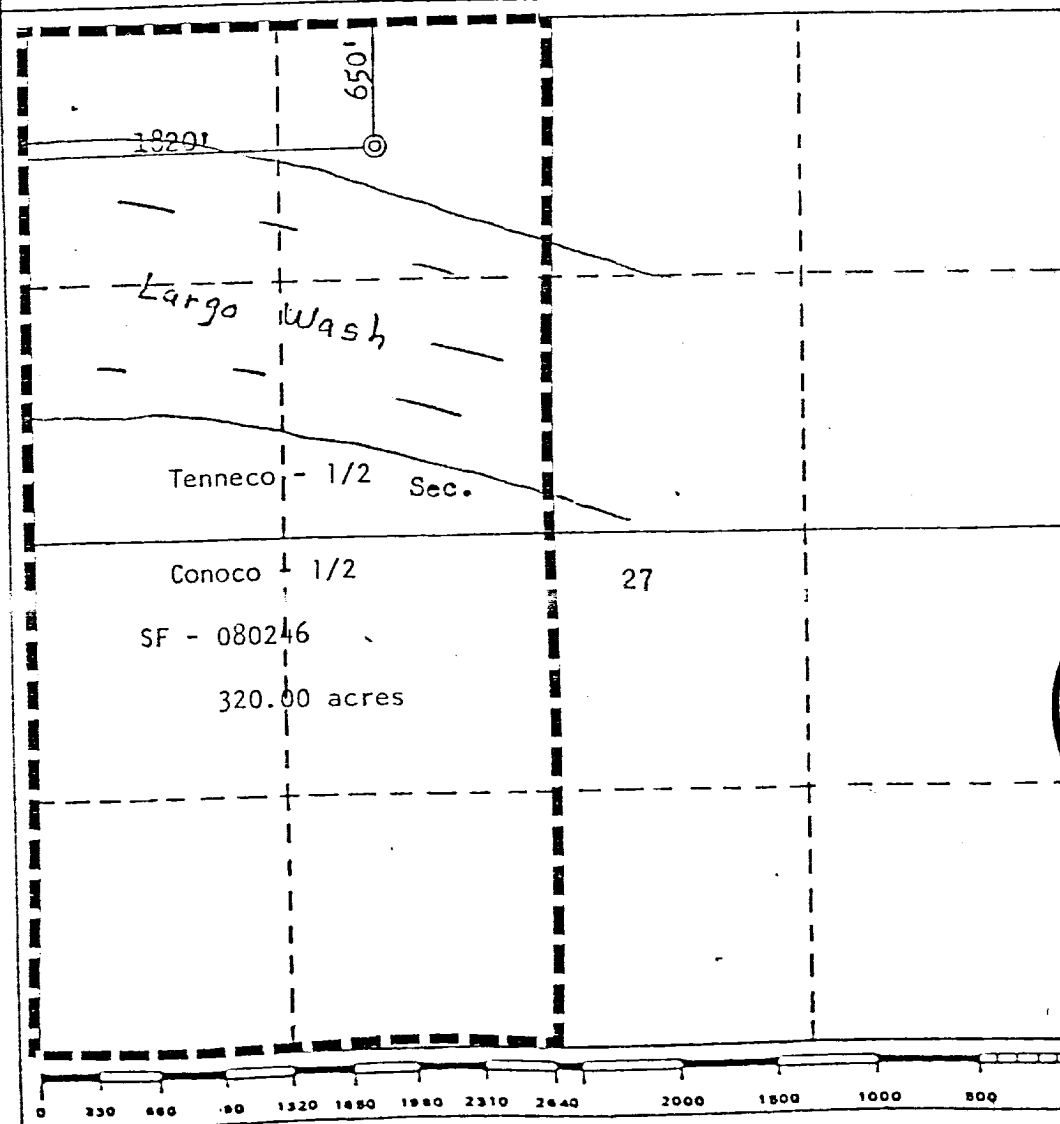 650'
1820'
Largo Wash
Tenneco - 1/2 Sec.
Conoco - 1/2 27
SF - 080246
320.00 acres
0 330 660 .90 1320 1650 1980 2310 2640 2000 1500 1000 500